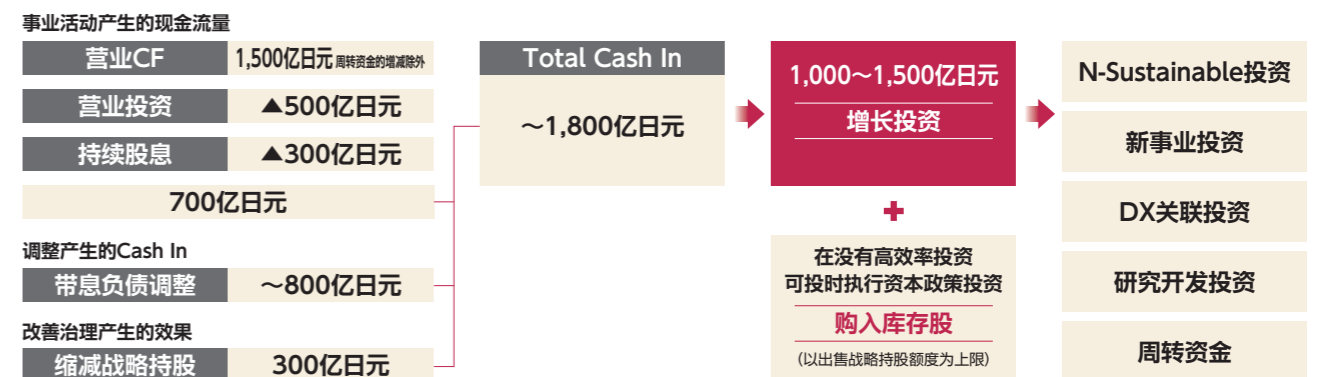 事业活动产生的现金流量
营业CF
1,500亿日元 周转资金的增减除外
营业投资
▲500亿日元
持续股息
▲300亿日元
700亿日元
调整产生的Cash In
带息负债调整
～800亿日元
改善治理产生的效果
缩减战略持股
300亿日元
Total Cash In
～1,800亿日元
1,000～1,500亿日元
增长投资
+
在没有高效率投资
可投时执行资本政策投资
购入库存股
(以出售战略持股额度为上限)
N-Sustainable投资
新事业投资
DX关联投资
研究开发投资
周转资金